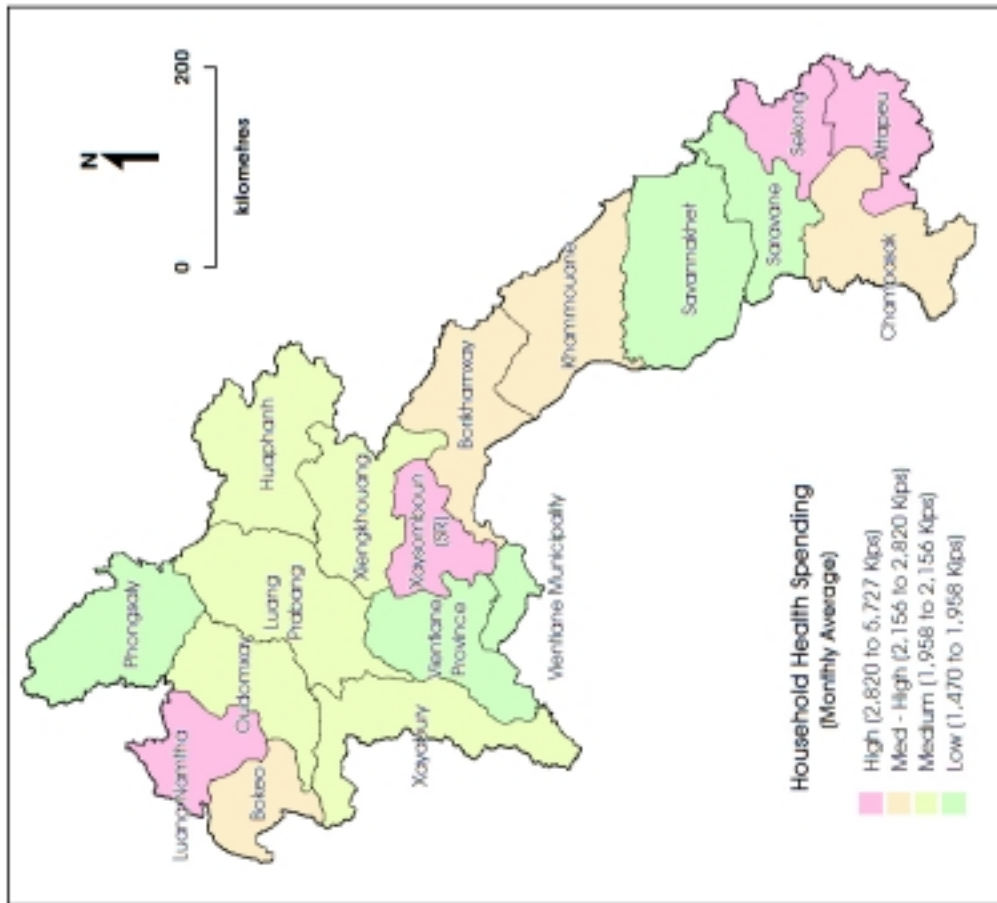 N
0 200
kilometres
Phongsaly
Luang Namtha
Oudomxay
Bokeo
Luang
Prabang
Huaphanh
Xayabury
Xiengkhouang
Vientiane
Province
Xaysomboun
(SR)
Borikhamxay
Vientiane Municipality
Khammouane
Savannakhet
Saravane
Sekong
Champasak
Attapeu
Household Health Spending
(Monthly Average)
High (2.820 to 5.727 Kips)
Med - High (2.156 to 2.820 Kips)
Medium (1.958 to 2.156 Kips)
Low (1.470 to 1.958 Kips)